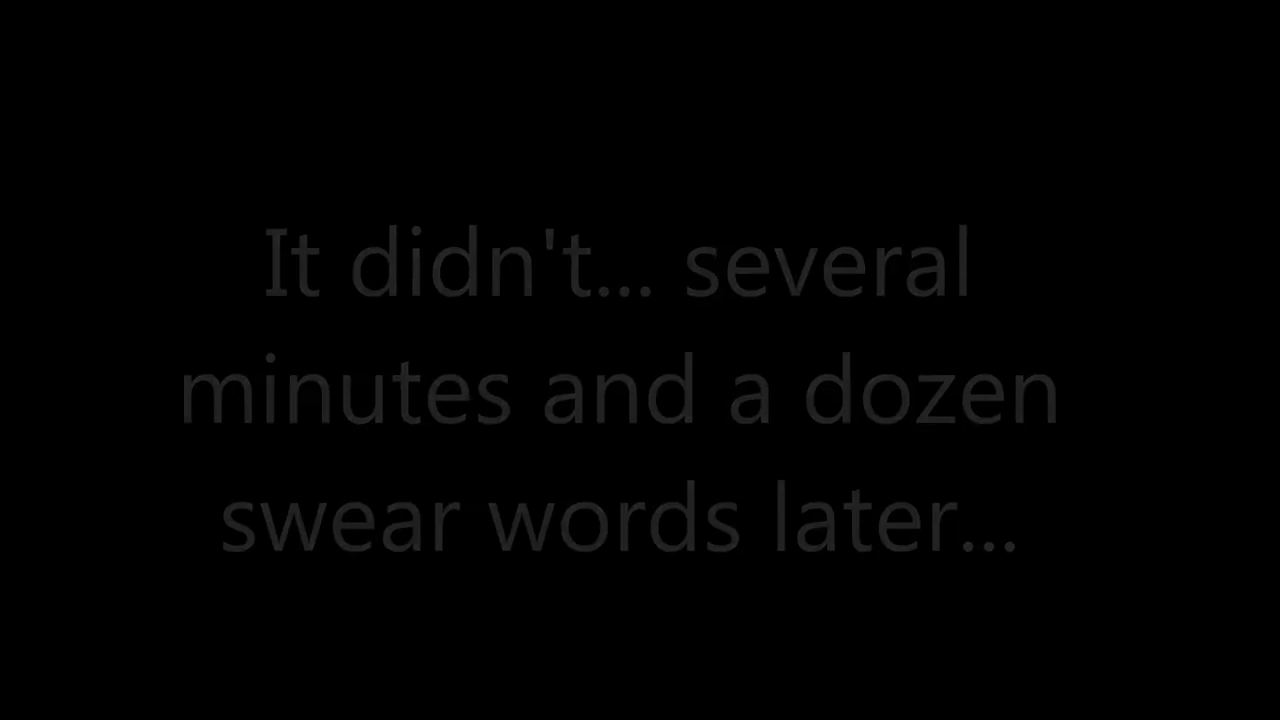 It didn't... several
minutes and a dozen
swear words later...